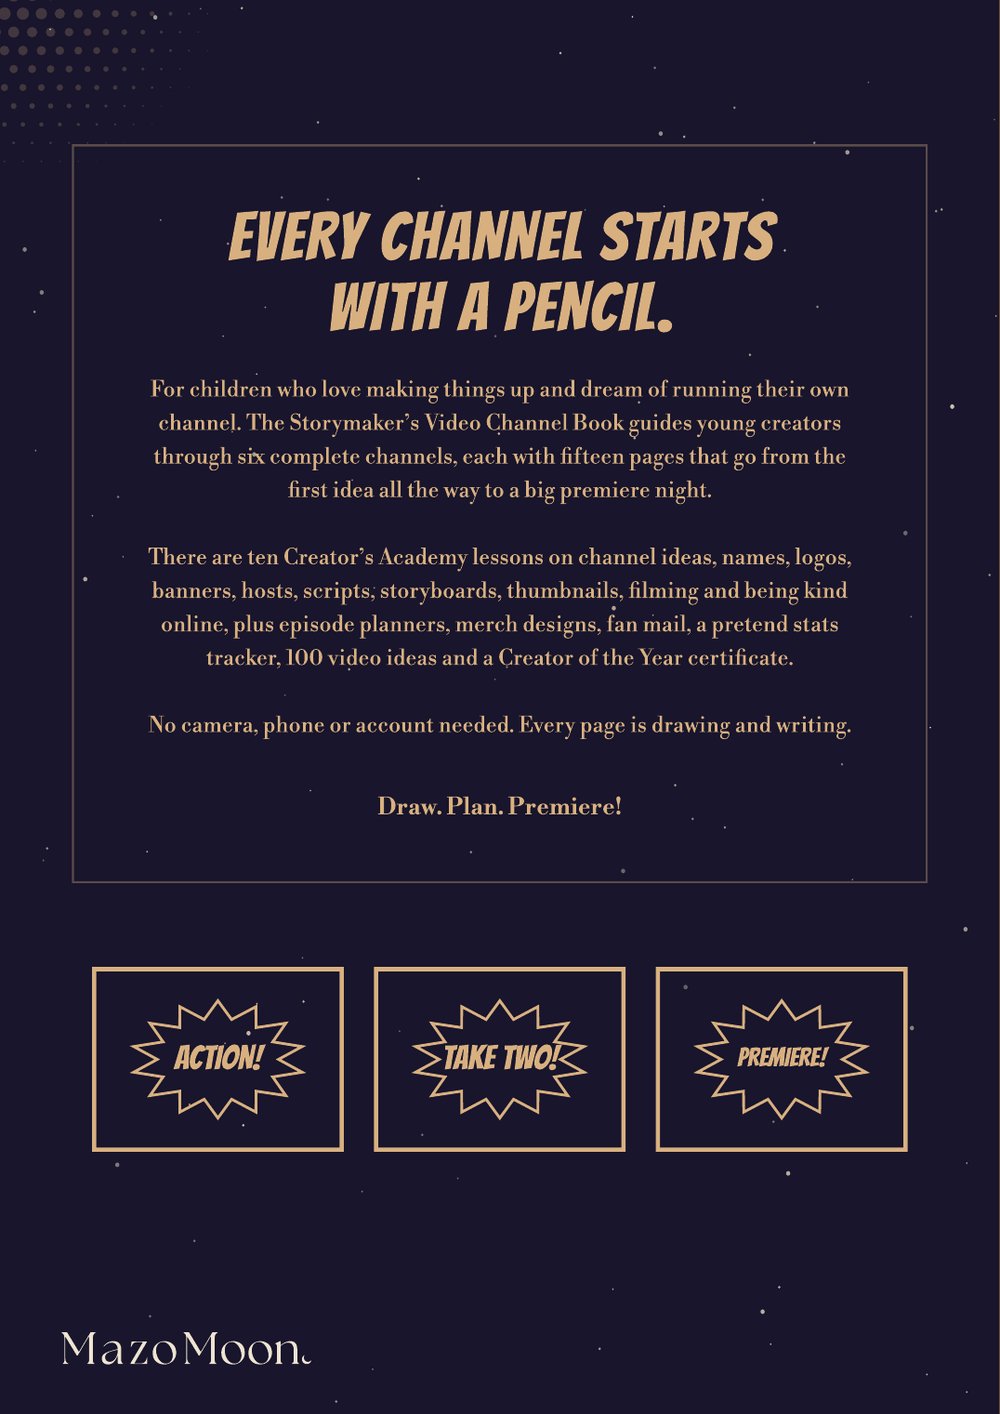 EVERY CHANNEL STARTS
WITH A PENCIL.
For children who love making things up and dream of running their own
channel. The Storymaker’s Video Channel Book guides young creators
through six complete channels, each with fifteen pages that go from the
first idea all the way to a big premiere night.
There are ten Creator’s Academy lessons on channel ideas, names, logos,
banners, hosts, scripts, storyboards, thumbnails, filming and being kind
online, plus episode planners, merch designs, fan mail, a pretend stats
tracker, 100 video ideas and a Creator of the Year certificate.
No camera, phone or account needed. Every page is drawing and writing.
Draw. Plan. Premiere!
ACTION!
TAKE TWO!
PREMIERE!
MazoMoon.